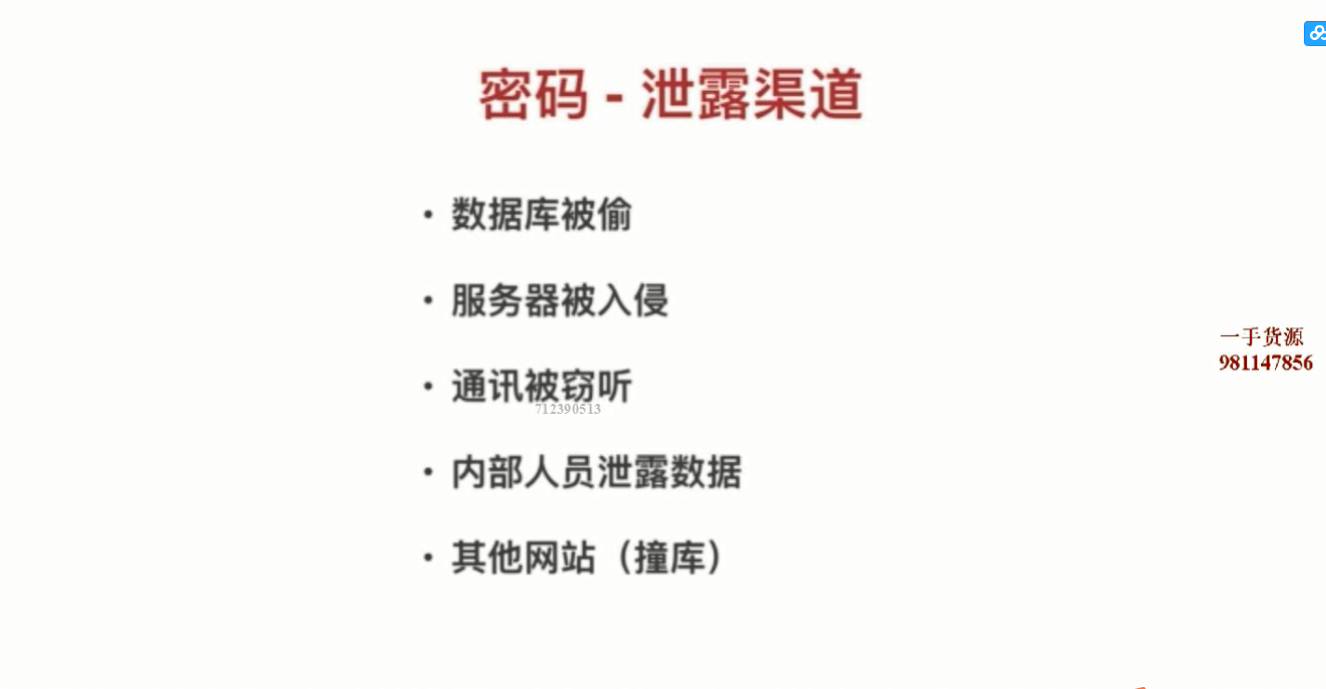 密码 - 泄露渠道
• 数据库被偷
• 服务器被入侵
一手货源
981147856
• 通讯被窃听
712390513
• 内部人员泄露数据
• 其他网站（撞库）